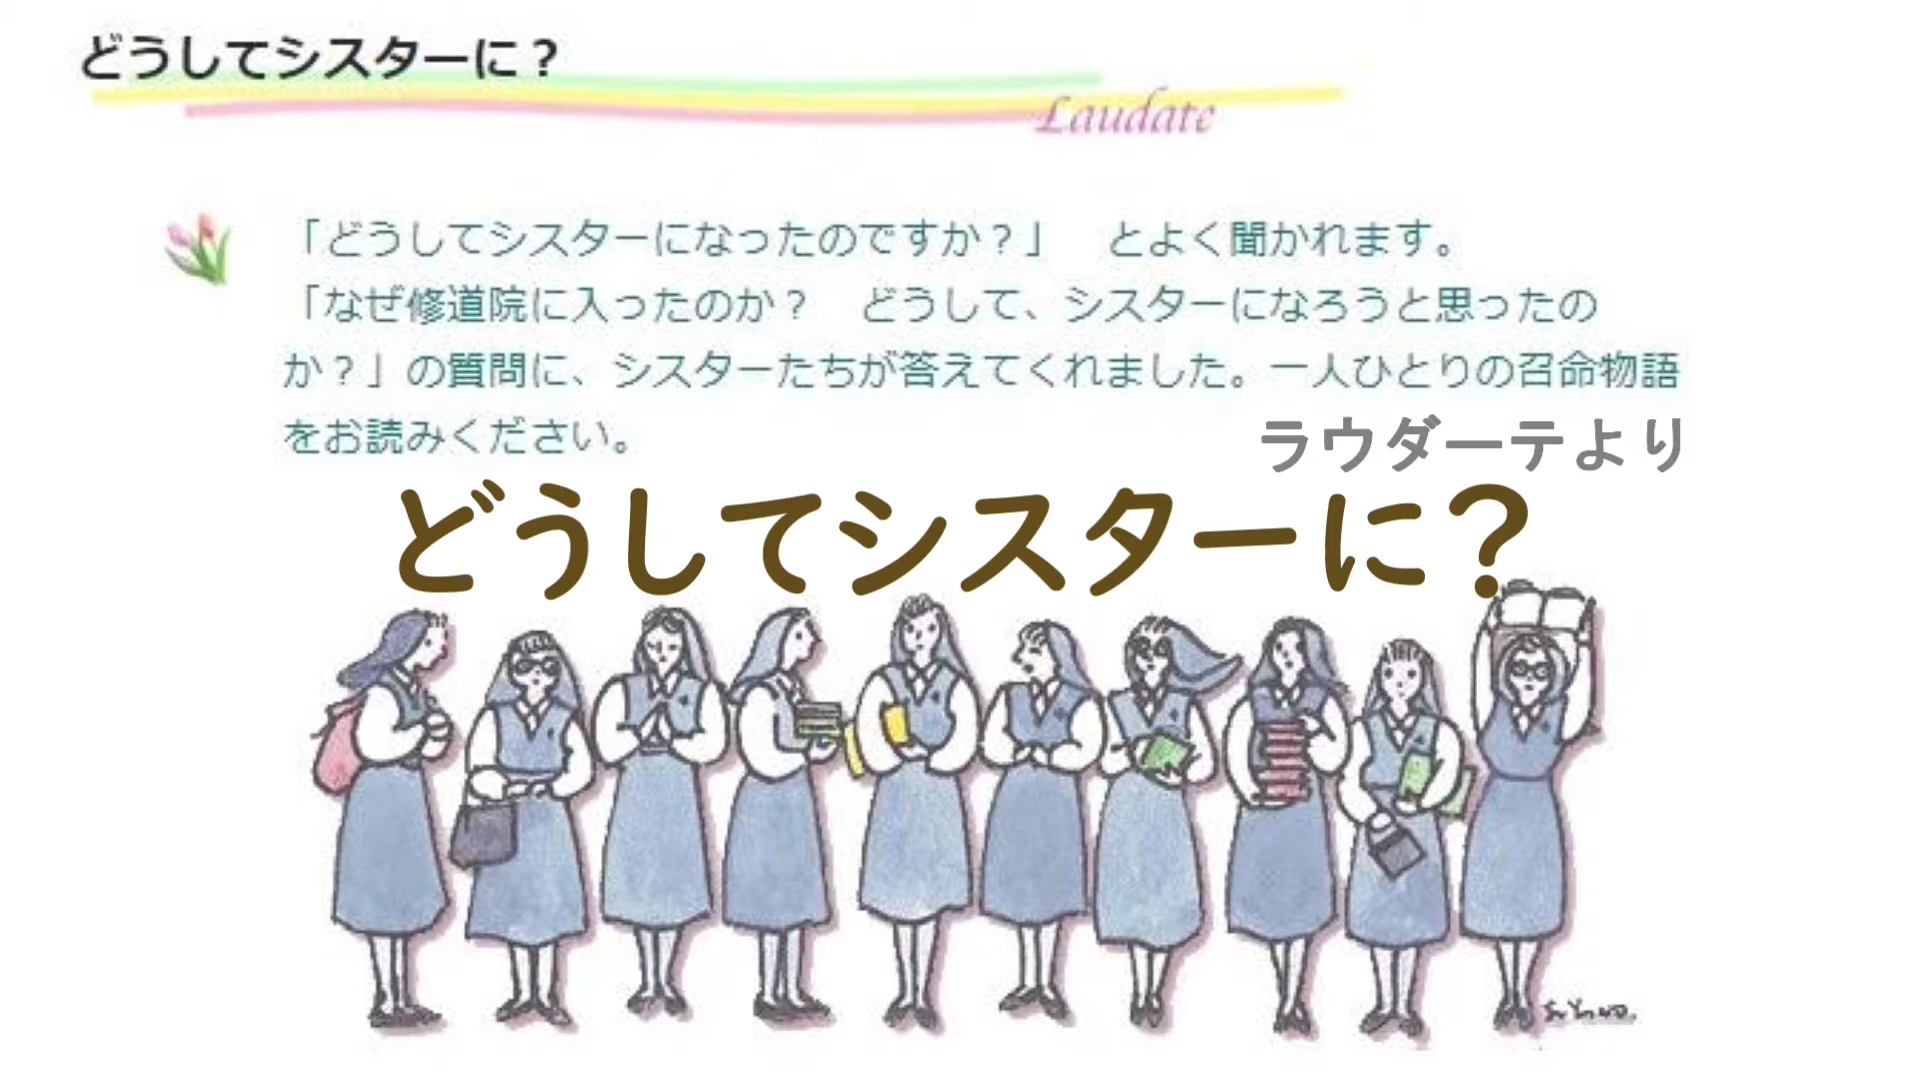 どうしてシスターに？
Laudate
「どうしてシスターになったのですか？」　とよく聞かれます。
「なぜ修道院に入ったのか？　どうして、シスターになろうと思ったの
か？」の質問に、シスターたちが答えてくれました。一人ひとりの召命物語
をお読みください。
ラウダーテより
どうしてシスターに？